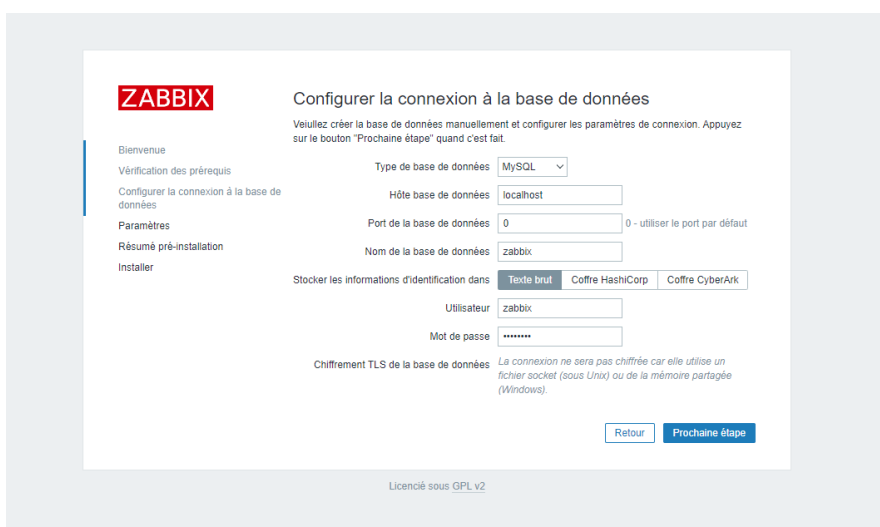 ZABBIX
Bienvenue
Vérification des prérequis
Configurer la connexion à la base de
données
Paramètres
Résumé pré-installation
Installer
Configurer la connexion à la base de données
Veiullez créer la base de données manuellement et configurer les paramètres de connexion. Appuyez
sur le bouton "Prochaine étape" quand c'est fait.
Type de base de données MySQL
Hôte base de données localhost
Port de la base de données 0 0 - utiliser le port par défaut
Nom de la base de données zabbix
Stocker les informations d'identification dans Texte brut Coffre HashiCorp Coffre CyberArk
Utilisateur zabbix
Mot de passe ••••••••
Chiffrement TLS de la base de données La connexion ne sera pas chiffrée car elle utilise un
fichier socket (sous Unix) ou de la mémoire partagée
(Windows).
Retour Prochaine étape
Licencié sous GPL v2